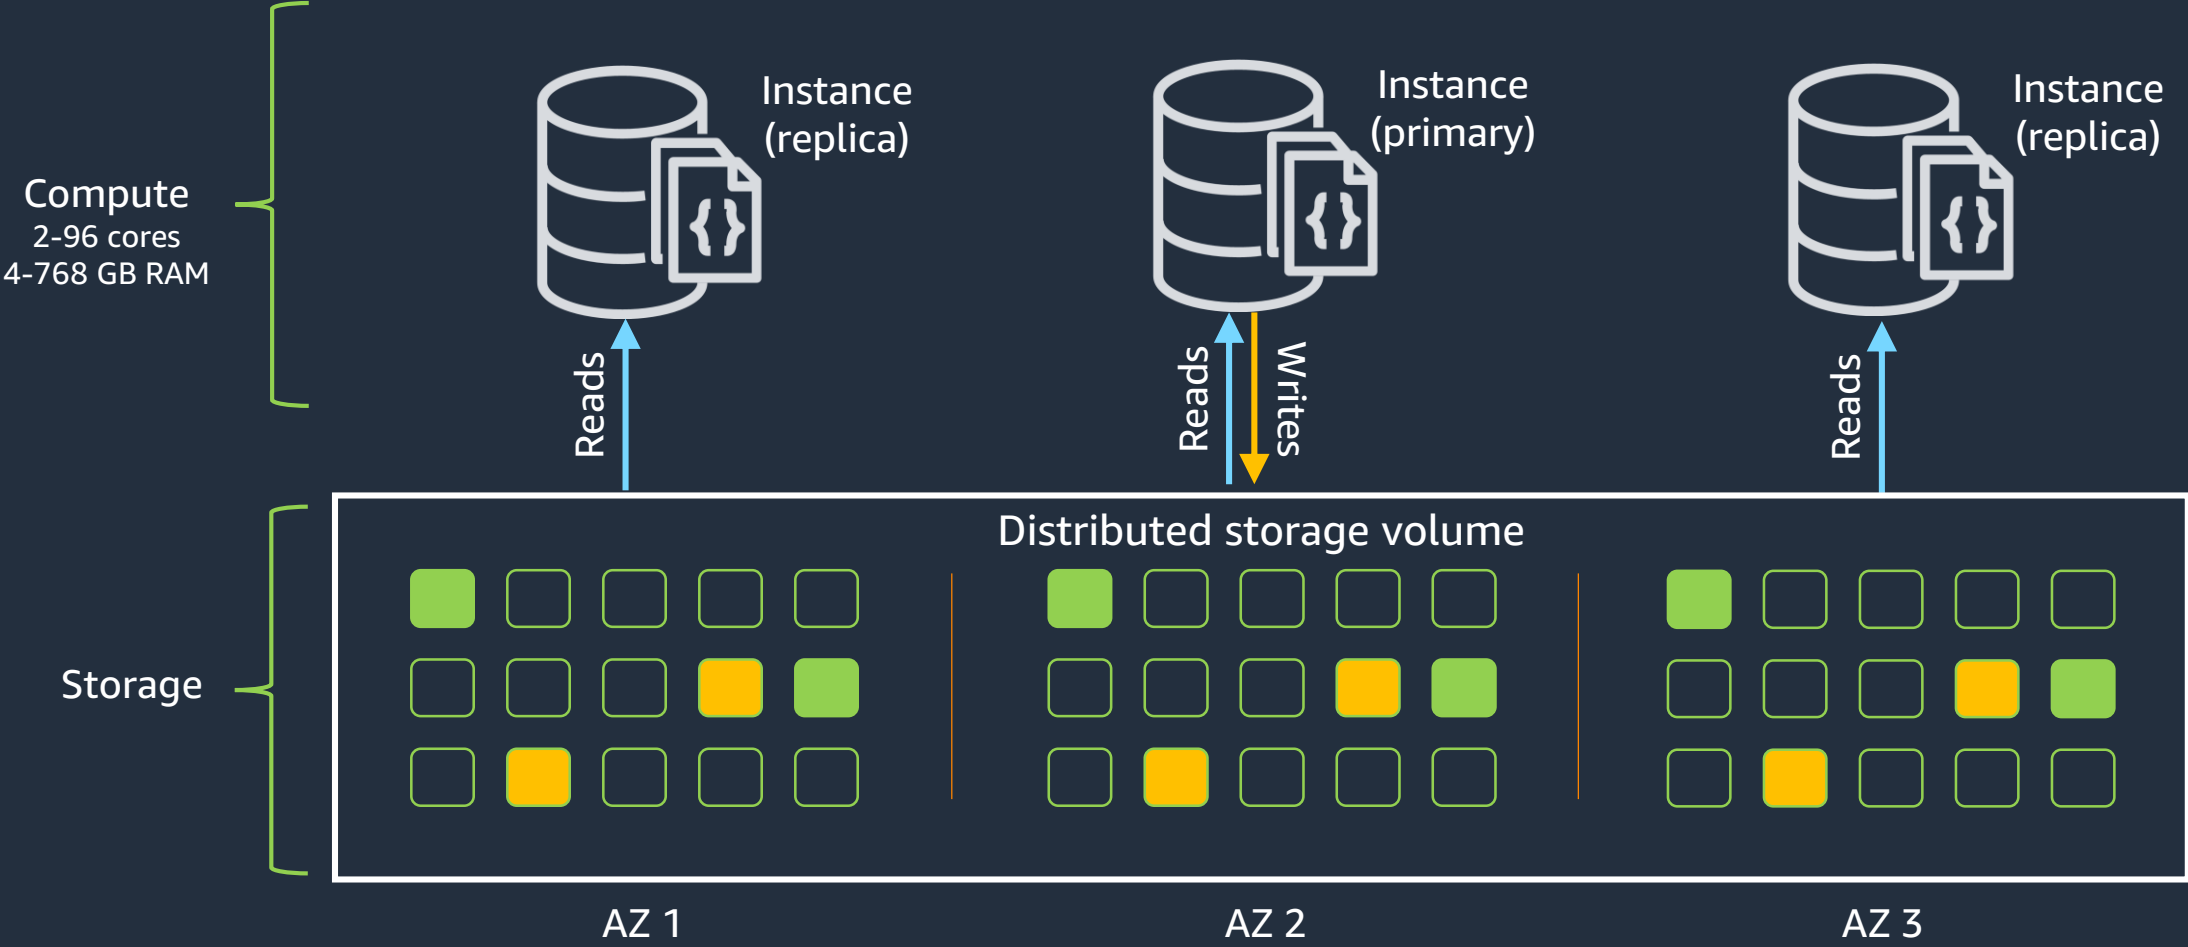 Instance
(replica)
Instance
(primary)
Instance
(replica)
Compute
2-96 cores
4-768 GB RAM
{}
{}
{}
Reads
Reads
Writes
Reads
Distributed storage volume
Storage
AZ 1
AZ 2
AZ 3